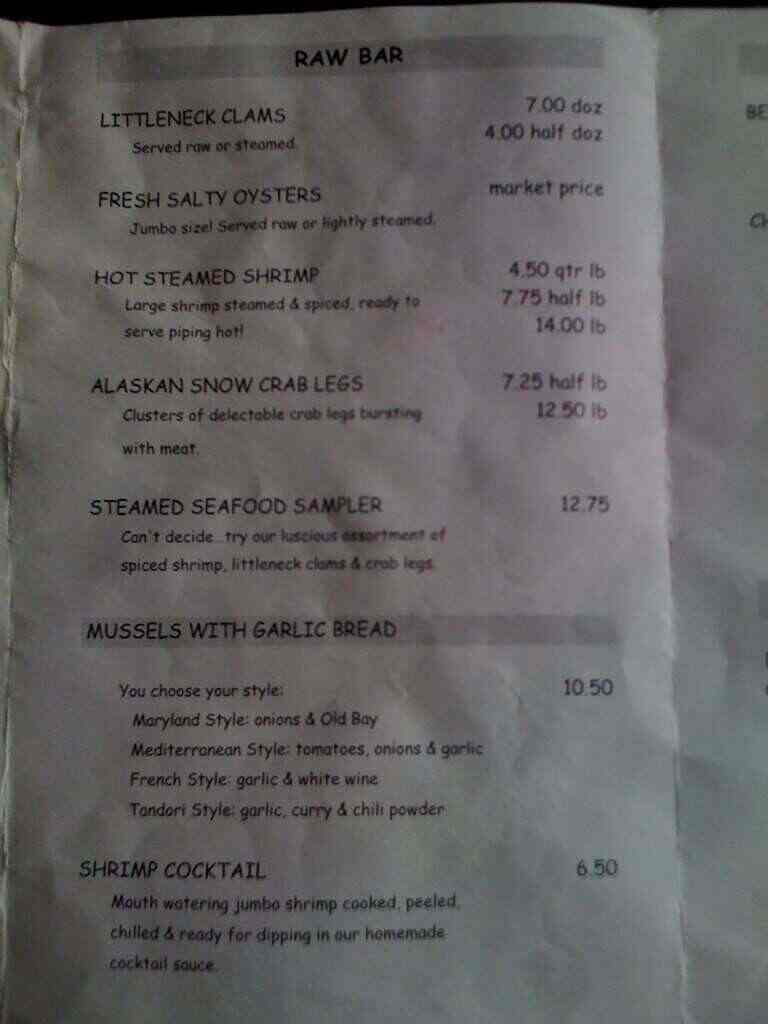 RAW BAR
LITTLENECK CLAMS 7.00 doz
Served raw or steamed. 4.00 half doz
FRESH SALTY OYSTERS market price
Jumbo size! Served raw or lightly steamed.
HOT STEAMED SHRIMP 4.50 qtr lb
Large shrimp steamed & spiced, ready to 7.75 half lb
serve piping hot! 14.00 lb
ALASKAN SNOW CRAB LEGS 7.25 half lb
Clusters of delectable crab legs bursting 12.50 lb
with meat.
STEAMED SEAFOOD SAMPLER 12.75
Can't decide...try our luscious assortment of
spiced shrimp, littleneck clams & crab legs.
MUSSELS WITH GARLIC BREAD
You choose your style: 10.50
Maryland Style: onions & Old Bay
Mediterranean Style: tomatoes, onions & garlic
French Style: garlic & white wine
Tandori Style: garlic, curry & chili powder
SHRIMP COCKTAIL 6.50
Mouth watering jumbo shrimp cooked, peeled,
chilled & ready for dipping in our homemade
cocktail sauce.
BE
CH